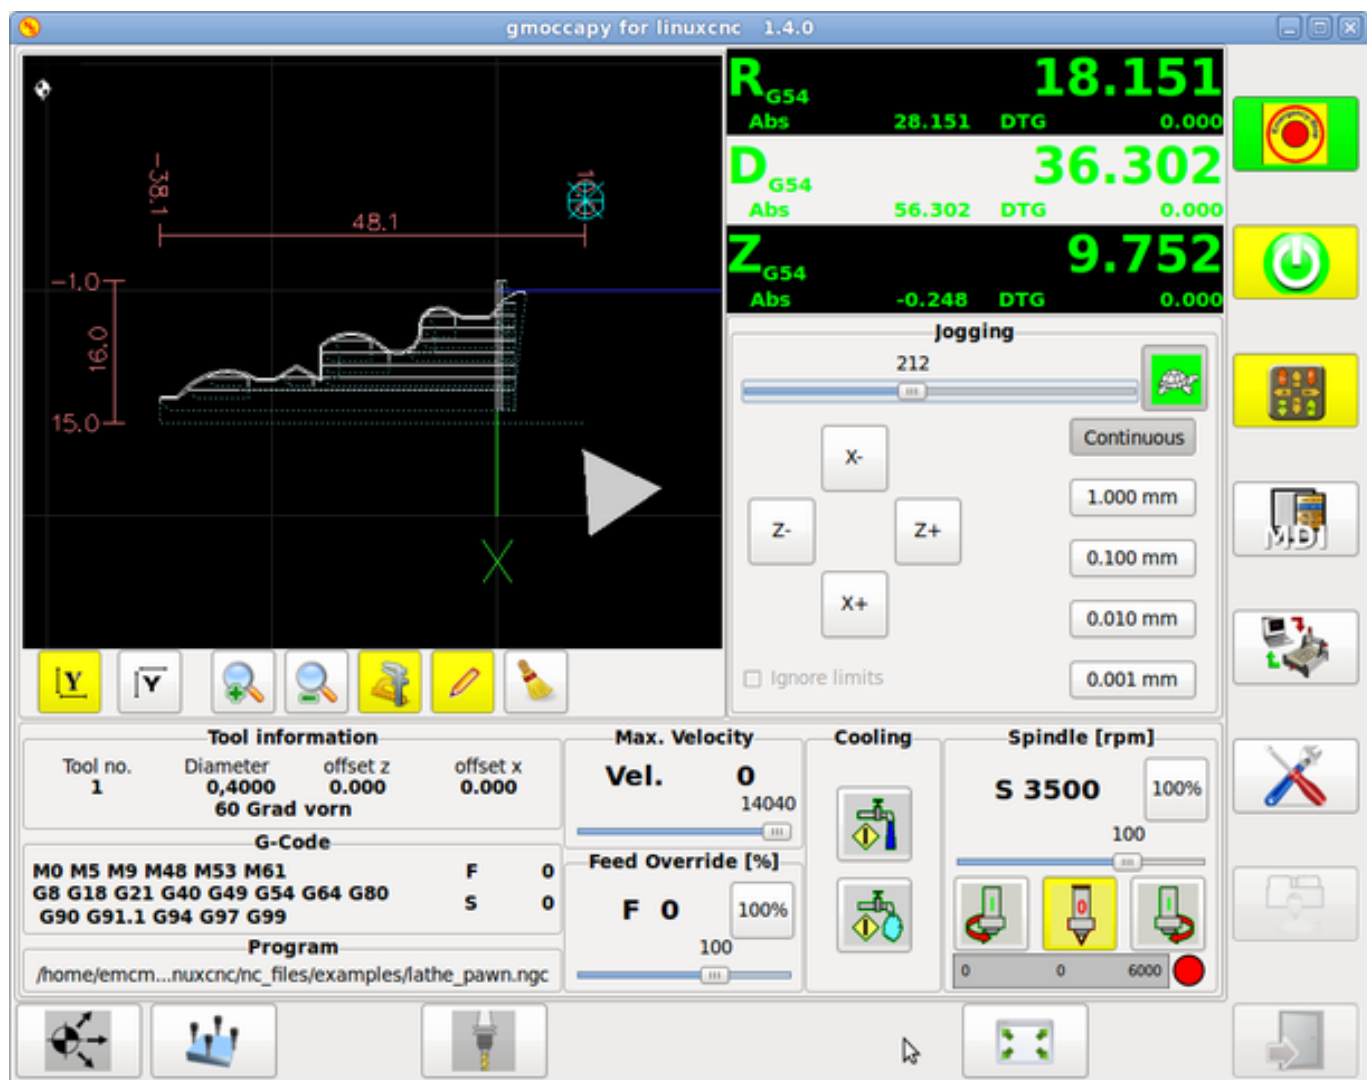 gmoccapy for linuxcnc 1.4.0
R G54 18.151
Abs 28.151 DTG 0.000
D G54 36.302
Abs 56.302 DTG 0.000
Z G54 9.752
Abs -0.248 DTG 0.000
-38.1
48.1
-1.0
16.0
15.0
X
Jogging
212
Continuous
X-
1.000 mm
Z- Z+
0.100 mm
X+
0.010 mm
Ignore limits
0.001 mm
MDI
Y Y
Tool information
Tool no. Diameter offset z offset x
1 0,4000 0.000 0.000
60 Grad vorn
G-Code
M0 M5 M9 M48 M53 M61
G8 G18 G21 G40 G49 G54 G64 G80
G90 G91.1 G94 G97 G99
F 0
S 0
Program
/home/emcm...nuxcnc/nc_files/examples/lathe_pawn.ngc
Max. Velocity
Vel. 0
14040
Feed Override [%]
F 0 100%
100
Cooling
Spindle [rpm]
S 3500 100%
100
I 0 I
0 0 6000